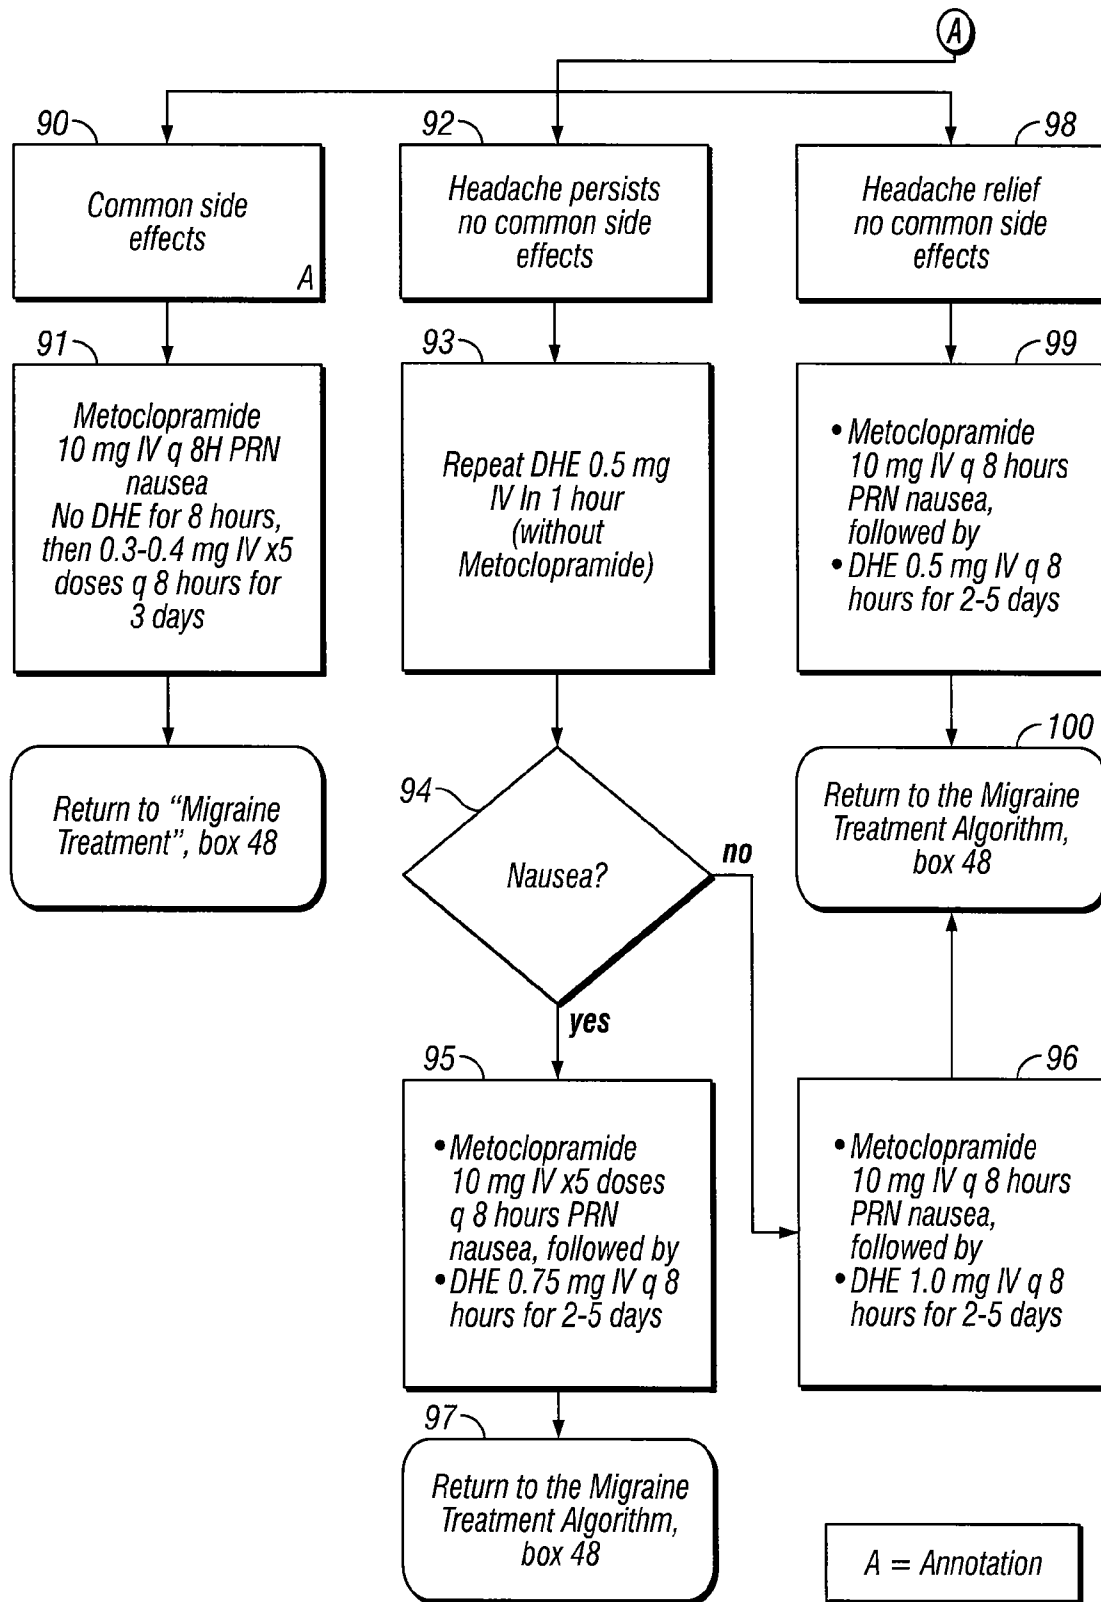 A
90
Common side
effects
A
91
Metoclopramide
10 mg IV q 8H PRN
nausea
No DHE for 8 hours,
then 0.3-0.4 mg IV x5
doses q 8 hours for
3 days
Return to “Migraine
Treatment”, box 48
92
Headache persists
no common side
effects
93
Repeat DHE 0.5 mg
IV In 1 hour
(without
Metoclopramide)
94
Nausea?
no
yes
95
• Metoclopramide
10 mg IV x5 doses
q 8 hours PRN
nausea, followed by
• DHE 0.75 mg IV q 8
hours for 2-5 days
97
Return to the Migraine
Treatment Algorithm,
box 48
98
Headache relief
no common side
effects
99
• Metoclopramide
10 mg IV q 8 hours
PRN nausea,
followed by
• DHE 0.5 mg IV q 8
hours for 2-5 days
100
Return to the Migraine
Treatment Algorithm,
box 48
96
• Metoclopramide
10 mg IV q 8 hours
PRN nausea,
followed by
• DHE 1.0 mg IV q 8
hours for 2-5 days
A = Annotation